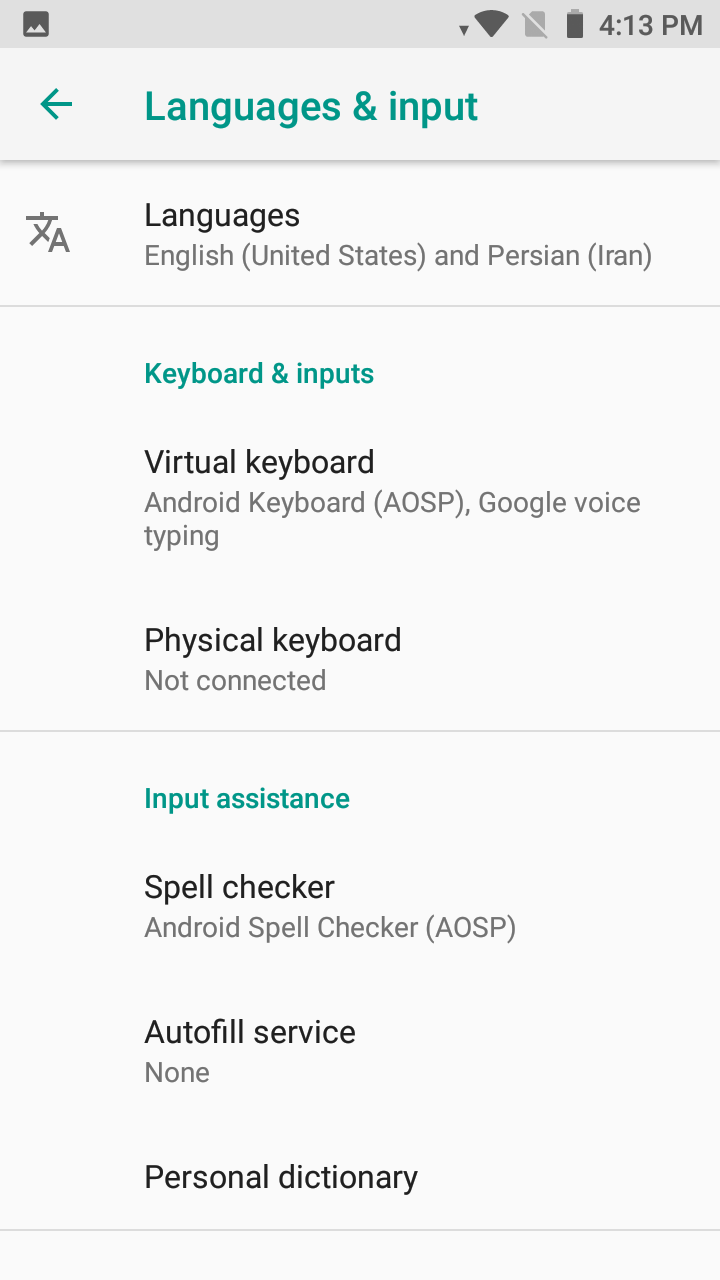 4:13 PM
Languages & input
Languages
English (United States) and Persian (Iran)
Keyboard & inputs
Virtual keyboard
Android Keyboard (AOSP), Google voice
typing
Physical keyboard
Not connected
Input assistance
Spell checker
Android Spell Checker (AOSP)
Autofill service
None
Personal dictionary